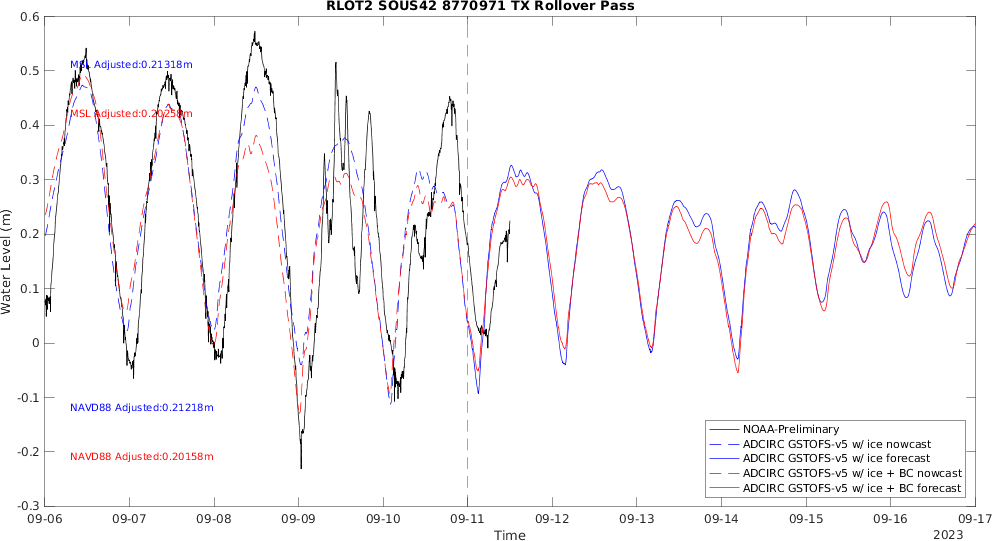 RLOT2 SOUS42 8770971 TX Rollover Pass
0.6
0.5
0.4
0.3
0.2
0.1
0
-0.1
-0.2
-0.3
Water Level (m)
MSL Adjusted:0.21318m
MSL Adjusted:0.20258m
NAVD88 Adjusted:0.21218m
NAVD88 Adjusted:0.20158m
NOAA-Preliminary
ADCIRC GSTOFS-v5 w/ ice nowcast
ADCIRC GSTOFS-v5 w/ ice forecast
ADCIRC GSTOFS-v5 w/ ice + BC nowcast
ADCIRC GSTOFS-v5 w/ ice + BC forecast
09-06 09-07 09-08 09-09 09-10 09-11 09-12 09-13 09-14 09-15 09-16 09-17
Time
2023